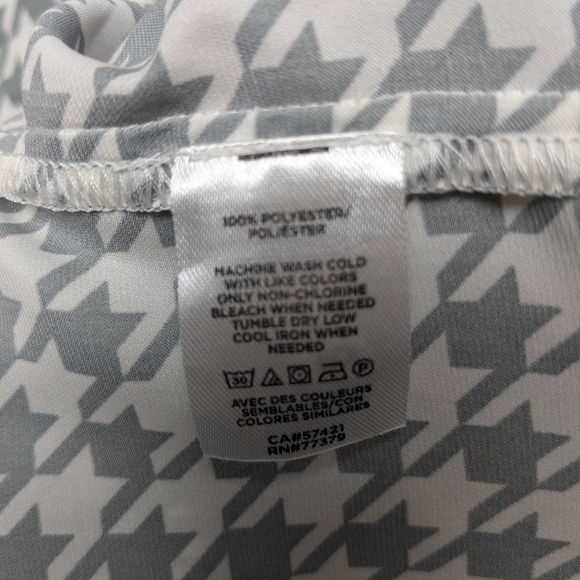 100% POLYESTER/
POLIÉSTER
MACHINE WASH COLD
WITH LIKE COLORS
ONLY NON-CHLORINE
BLEACH WHEN NEEDED
TUMBLE DRY LOW
COOL IRON WHEN
NEEDED
30 P
AVEC DES COULEURS
SEMBLABLES/CON
COLORES SIMILARES
CA#57421
RN#77379